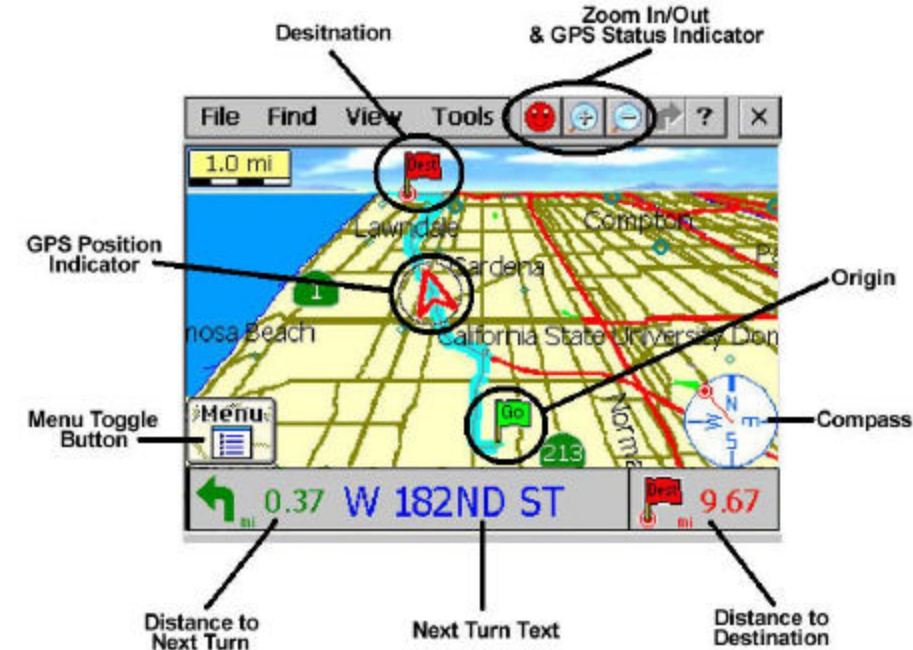 Zoom In/Out
& GPS Status Indicator
Desitnation
File Find View Tools ? ×
1.0 mi
Dest
Lawndale
Compton
GPS Position
Indicator
Gardena
Origin
1
nosa Beach
California State University Dom
Menu Toggle
Button
Menu
Go
Norma
N
W
S
Compass
213
0.37 mi W 182ND ST
Dest
mi 9.67
Distance to
Next Turn
Next Turn Text
Distance to
Destination